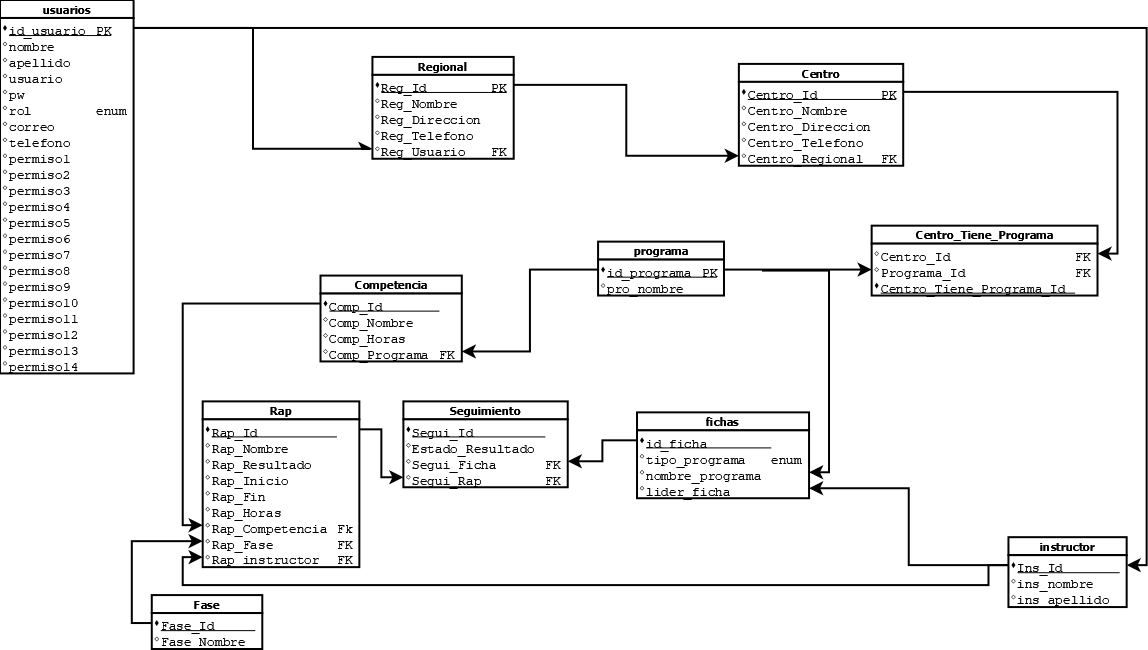 usuarios
id_usuario PK
nombre
apellido
usuario
pw
rol enum
correo
telefono
permiso1
permiso2
permiso3
permiso4
permiso5
permiso6
permiso7
permiso8
permiso9
permiso10
permiso11
permiso12
permiso13
permiso14
Regional
Reg_Id PK
Reg_Nombre
Reg_Direccion
Reg_Telefono
Reg_Usuario FK
Centro
Centro_Id PK
Centro_Nombre
Centro_Direccion
Centro_Telefono
Centro_Regional FK
Centro_Tiene_Programa
Centro_Id FK
Programa_Id FK
Centro_Tiene_Programa_Id
programa
id_programa PK
pro_nombre
Competencia
Comp_Id
Comp_Nombre
Comp_Horas
Comp_Programa FK
Rap
Rap_Id
Rap_Nombre
Rap_Resultado
Rap_Inicio
Rap_Fin
Rap_Horas
Rap_Competencia Fk
Rap_Fase FK
Rap_instructor FK
Seguimiento
Segui_Id
Estado_Resultado
Segui_Ficha FK
Segui_Rap FK
fichas
id_ficha
tipo_programa enum
nombre_programa
lider_ficha
instructor
Ins_Id
ins_nombre
ins_apellido
Fase
Fase_Id
Fase_Nombre